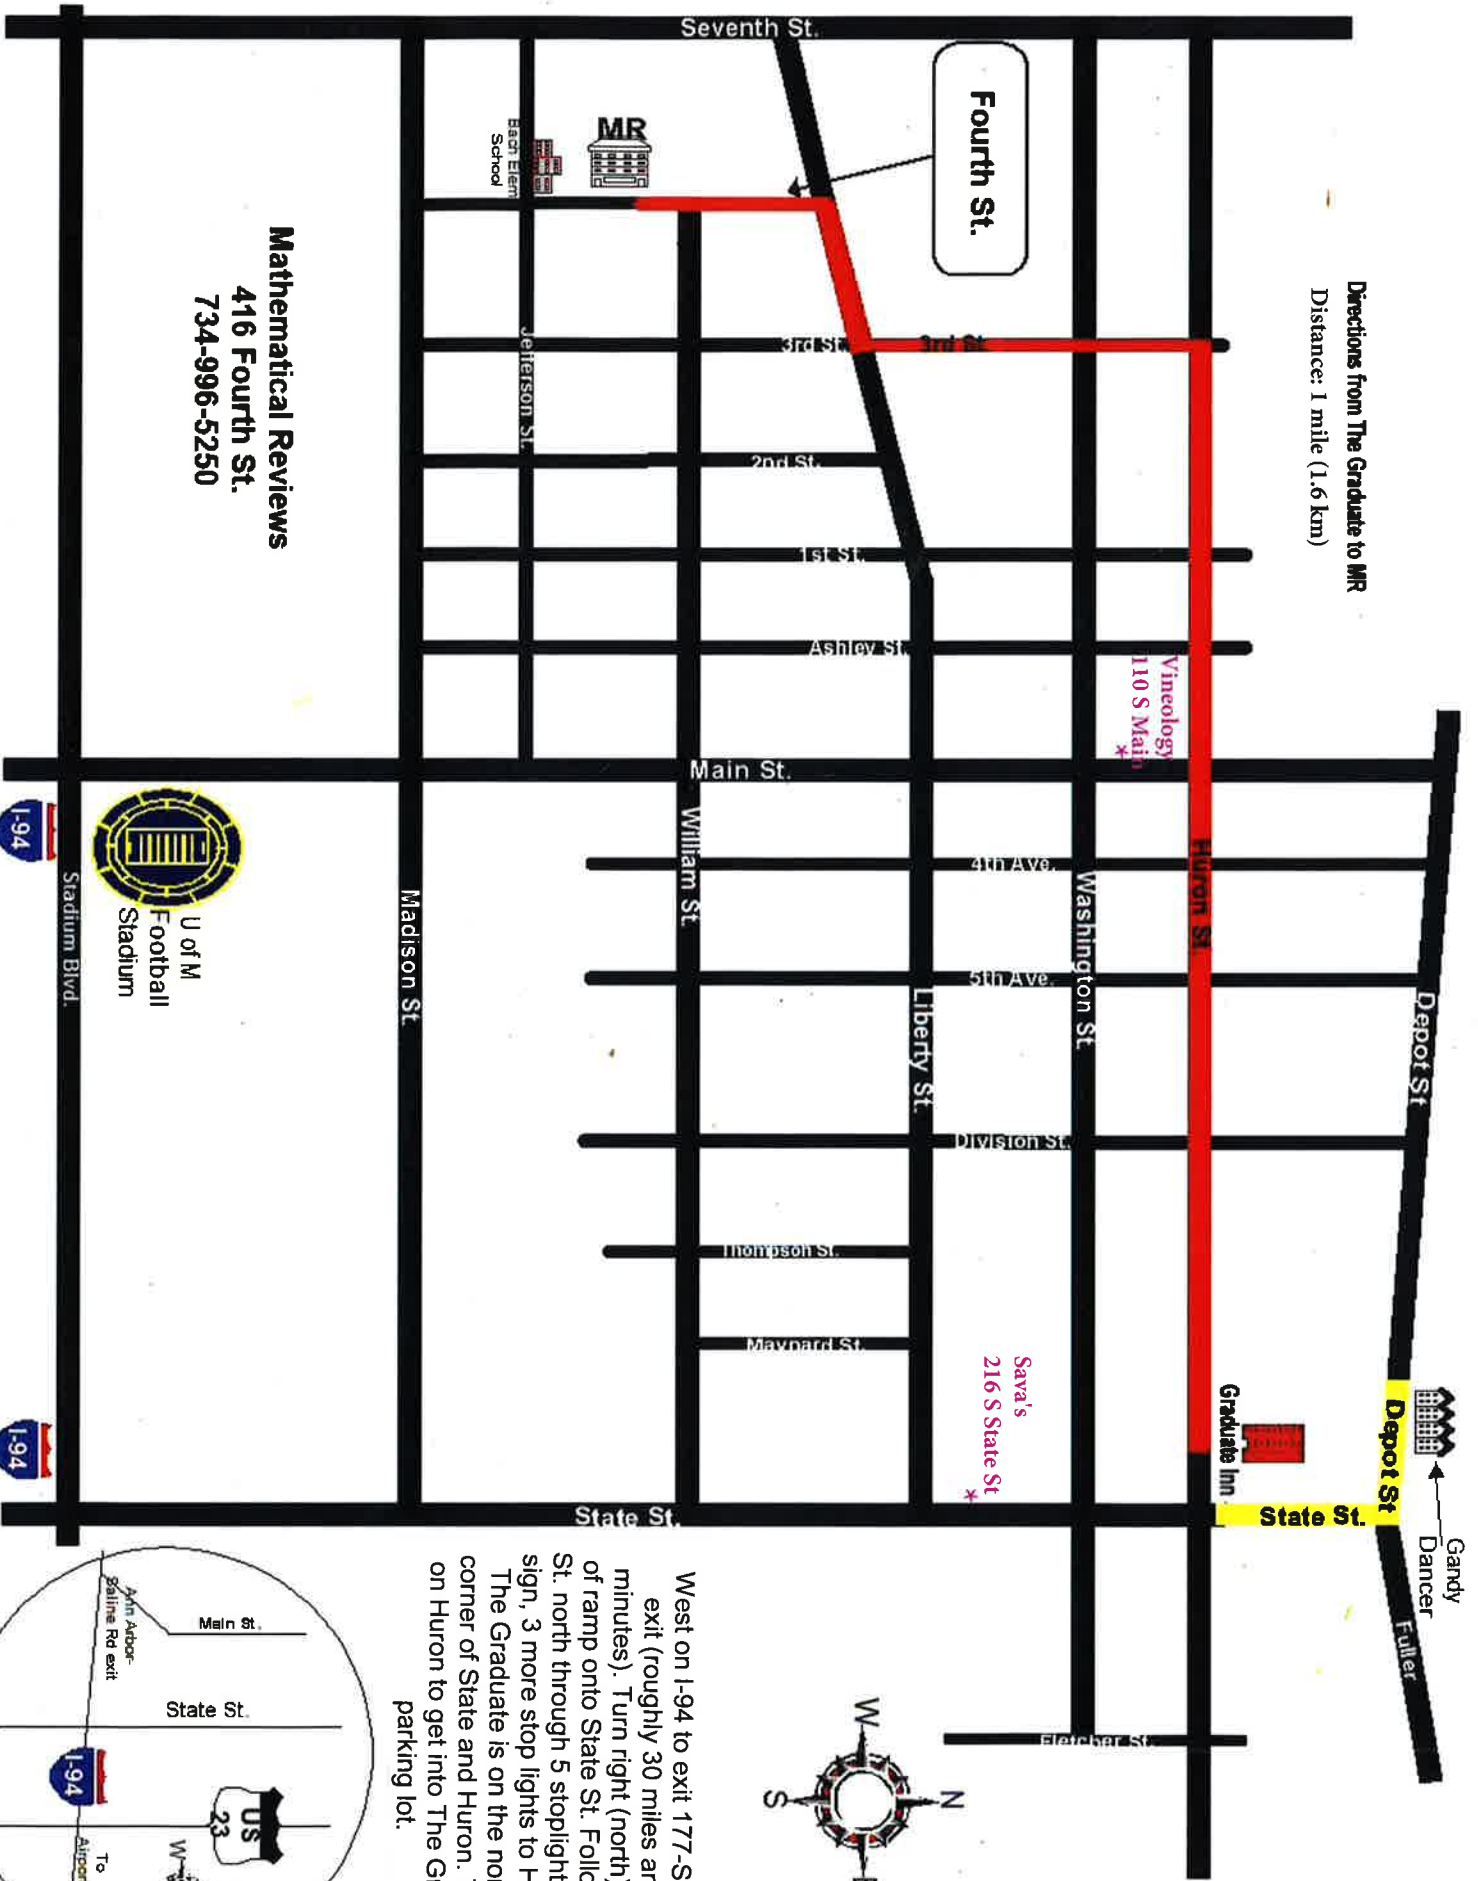 Directions from The Graduate to MR
Distance: 1 mile (1.6 km)
Fourth St.
Seventh St.
MR
Bach Elem
School
3rd St.
3rd St.
2nd St.
1st St.
Ashley St.
Main St.
4th Ave.
5th Ave.
Division St.
Thompson St.
Maynard St.
State St.
State St.
Fletcher St.
Depot St
Depot St
Fuller
Gandy
Dancer
Graduate Inn
Huron St.
Washington St.
Liberty St.
William St.
Jefferson St.
Madison St.
Stadium Blvd.
Vineology
110 S Main
*
Sava's
216 S State St
*
Mathematical Reviews
416 Fourth St.
734-996-5250
U of M
Football
Stadium
I-94
I-94
N
W
S
West on I-94 to exit 177-S
exit (roughly 30 miles
minutes). Turn right (north)
of ramp onto State St.
St. north through 5 stoplight
sign, 3 more stop lights to
The Graduate is on the
corner of State and Huron.
on Huron to get into The
parking lot.
Main St.
Ann Arbor-
Saline Rd exit
State St.
I-94
US
23
W
To